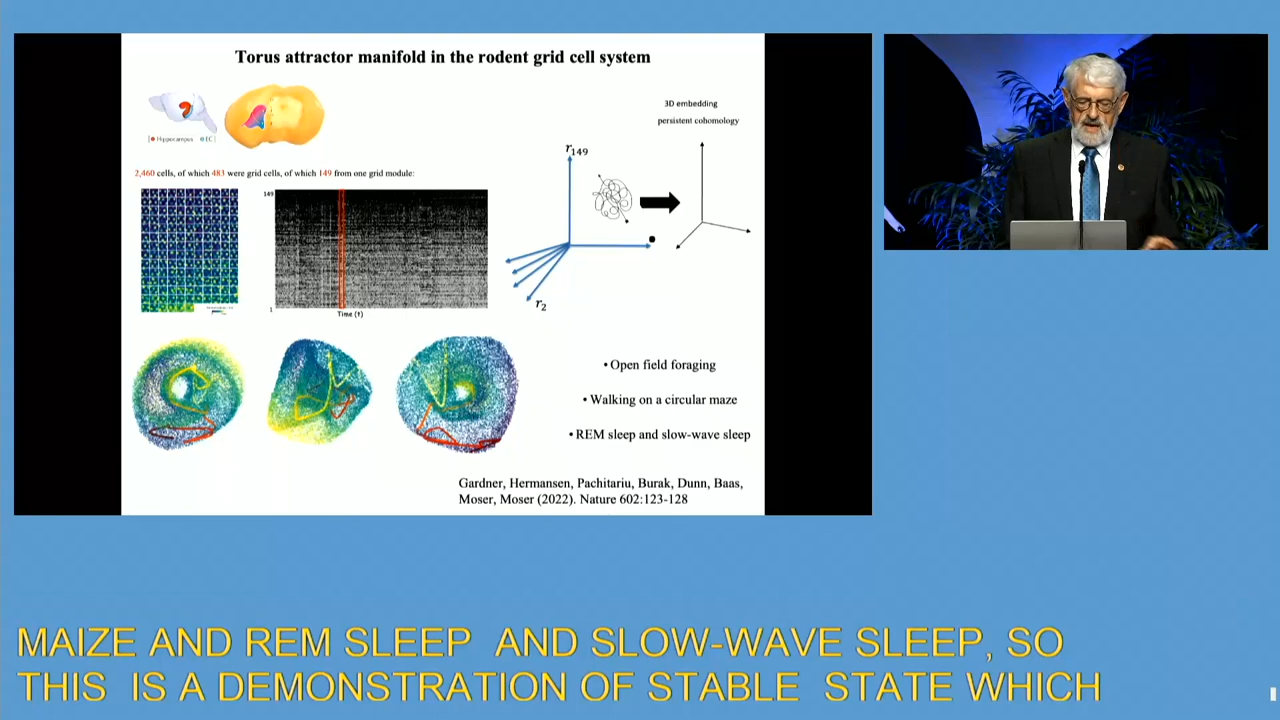 Torus attractor manifold in the rodent grid cell system
Hippocampus EC
2,460 cells, of which 483 were grid cells, of which 149 from one grid module:
149
1
Time (t)
r149
r2
3D embedding
persistent cohomology
• Open field foraging
• Walking on a circular maze
• REM sleep and slow-wave sleep
Gardner, Hermansen, Pachitariu, Burak, Dunn, Baas,
Moser, Moser (2022). Nature 602:123-128
MAIZE AND REM SLEEP AND SLOW-WAVE SLEEP, SO
THIS IS A DEMONSTRATION OF STABLE STATE WHICH